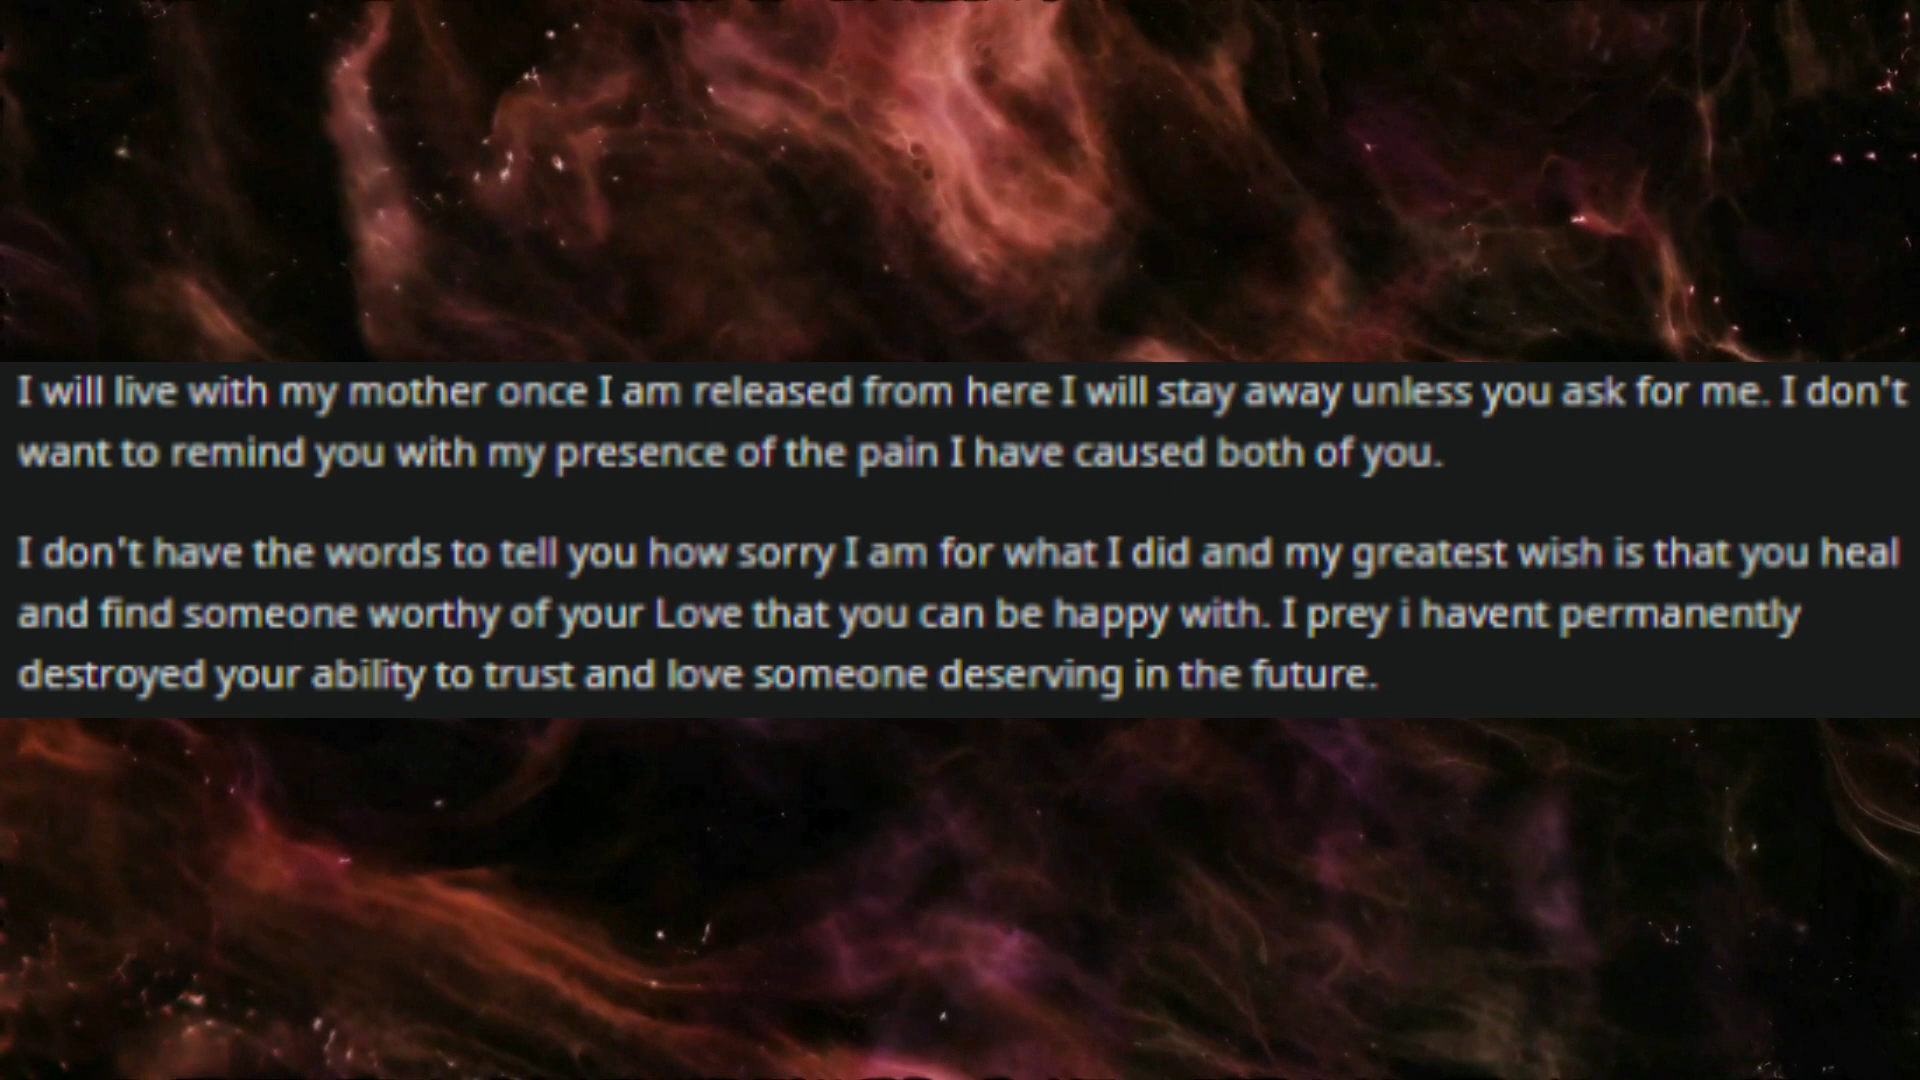 I will live with my mother once I am released from here I will stay away unless you ask for me. I don't
want to remind you with my presence of the pain I have caused both of you.
I don't have the words to tell you how sorry I am for what I did and my greatest wish is that you heal
and find someone worthy of your Love that you can be happy with. I prey i havent permanently
destroyed your ability to trust and love someone deserving in the future.